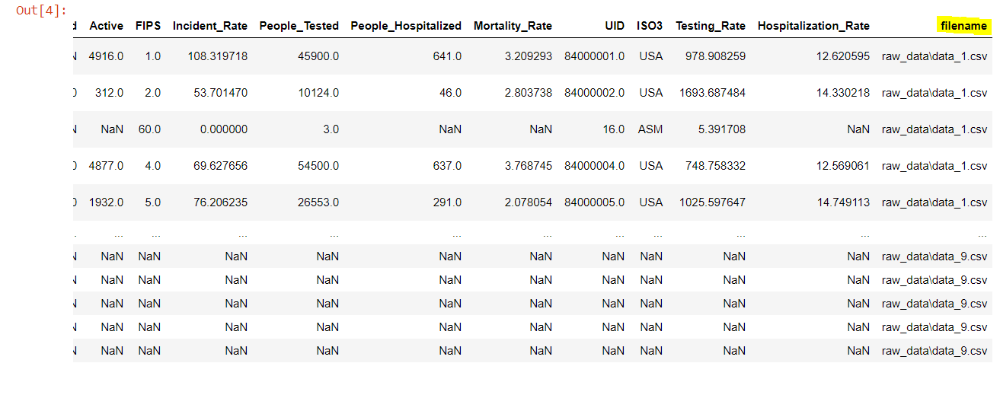 Out[4]:
d Active FIPS Incident_Rate People_Tested People_Hospitalized Mortality_Rate UID ISO3 Testing_Rate Hospitalization_Rate filename
N 4916.0 1.0 108.319718 45900.0 641.0 3.209293 84000001.0 USA 978.908259 12.620595 raw_data\data_1.csv
0 312.0 2.0 53.701470 10124.0 46.0 2.803738 84000002.0 USA 1693.687484 14.330218 raw_data\data_1.csv
N NaN 60.0 0.000000 3.0 NaN NaN 16.0 ASM 5.391708 NaN raw_data\data_1.csv
0 4877.0 4.0 69.627656 54500.0 637.0 3.768745 84000004.0 USA 748.758332 12.569061 raw_data\data_1.csv
0 1932.0 5.0 76.206235 26553.0 291.0 2.078054 84000005.0 USA 1025.597647 14.749113 raw_data\data_1.csv
... ... ... ... ... ... ... ... ... ... ... ...
N NaN NaN NaN NaN NaN NaN NaN NaN NaN NaN raw_data\data_9.csv
N NaN NaN NaN NaN NaN NaN NaN NaN NaN NaN raw_data\data_9.csv
N NaN NaN NaN NaN NaN NaN NaN NaN NaN NaN raw_data\data_9.csv
N NaN NaN NaN NaN NaN NaN NaN NaN NaN NaN raw_data\data_9.csv
N NaN NaN NaN NaN NaN NaN NaN NaN NaN NaN raw_data\data_9.csv